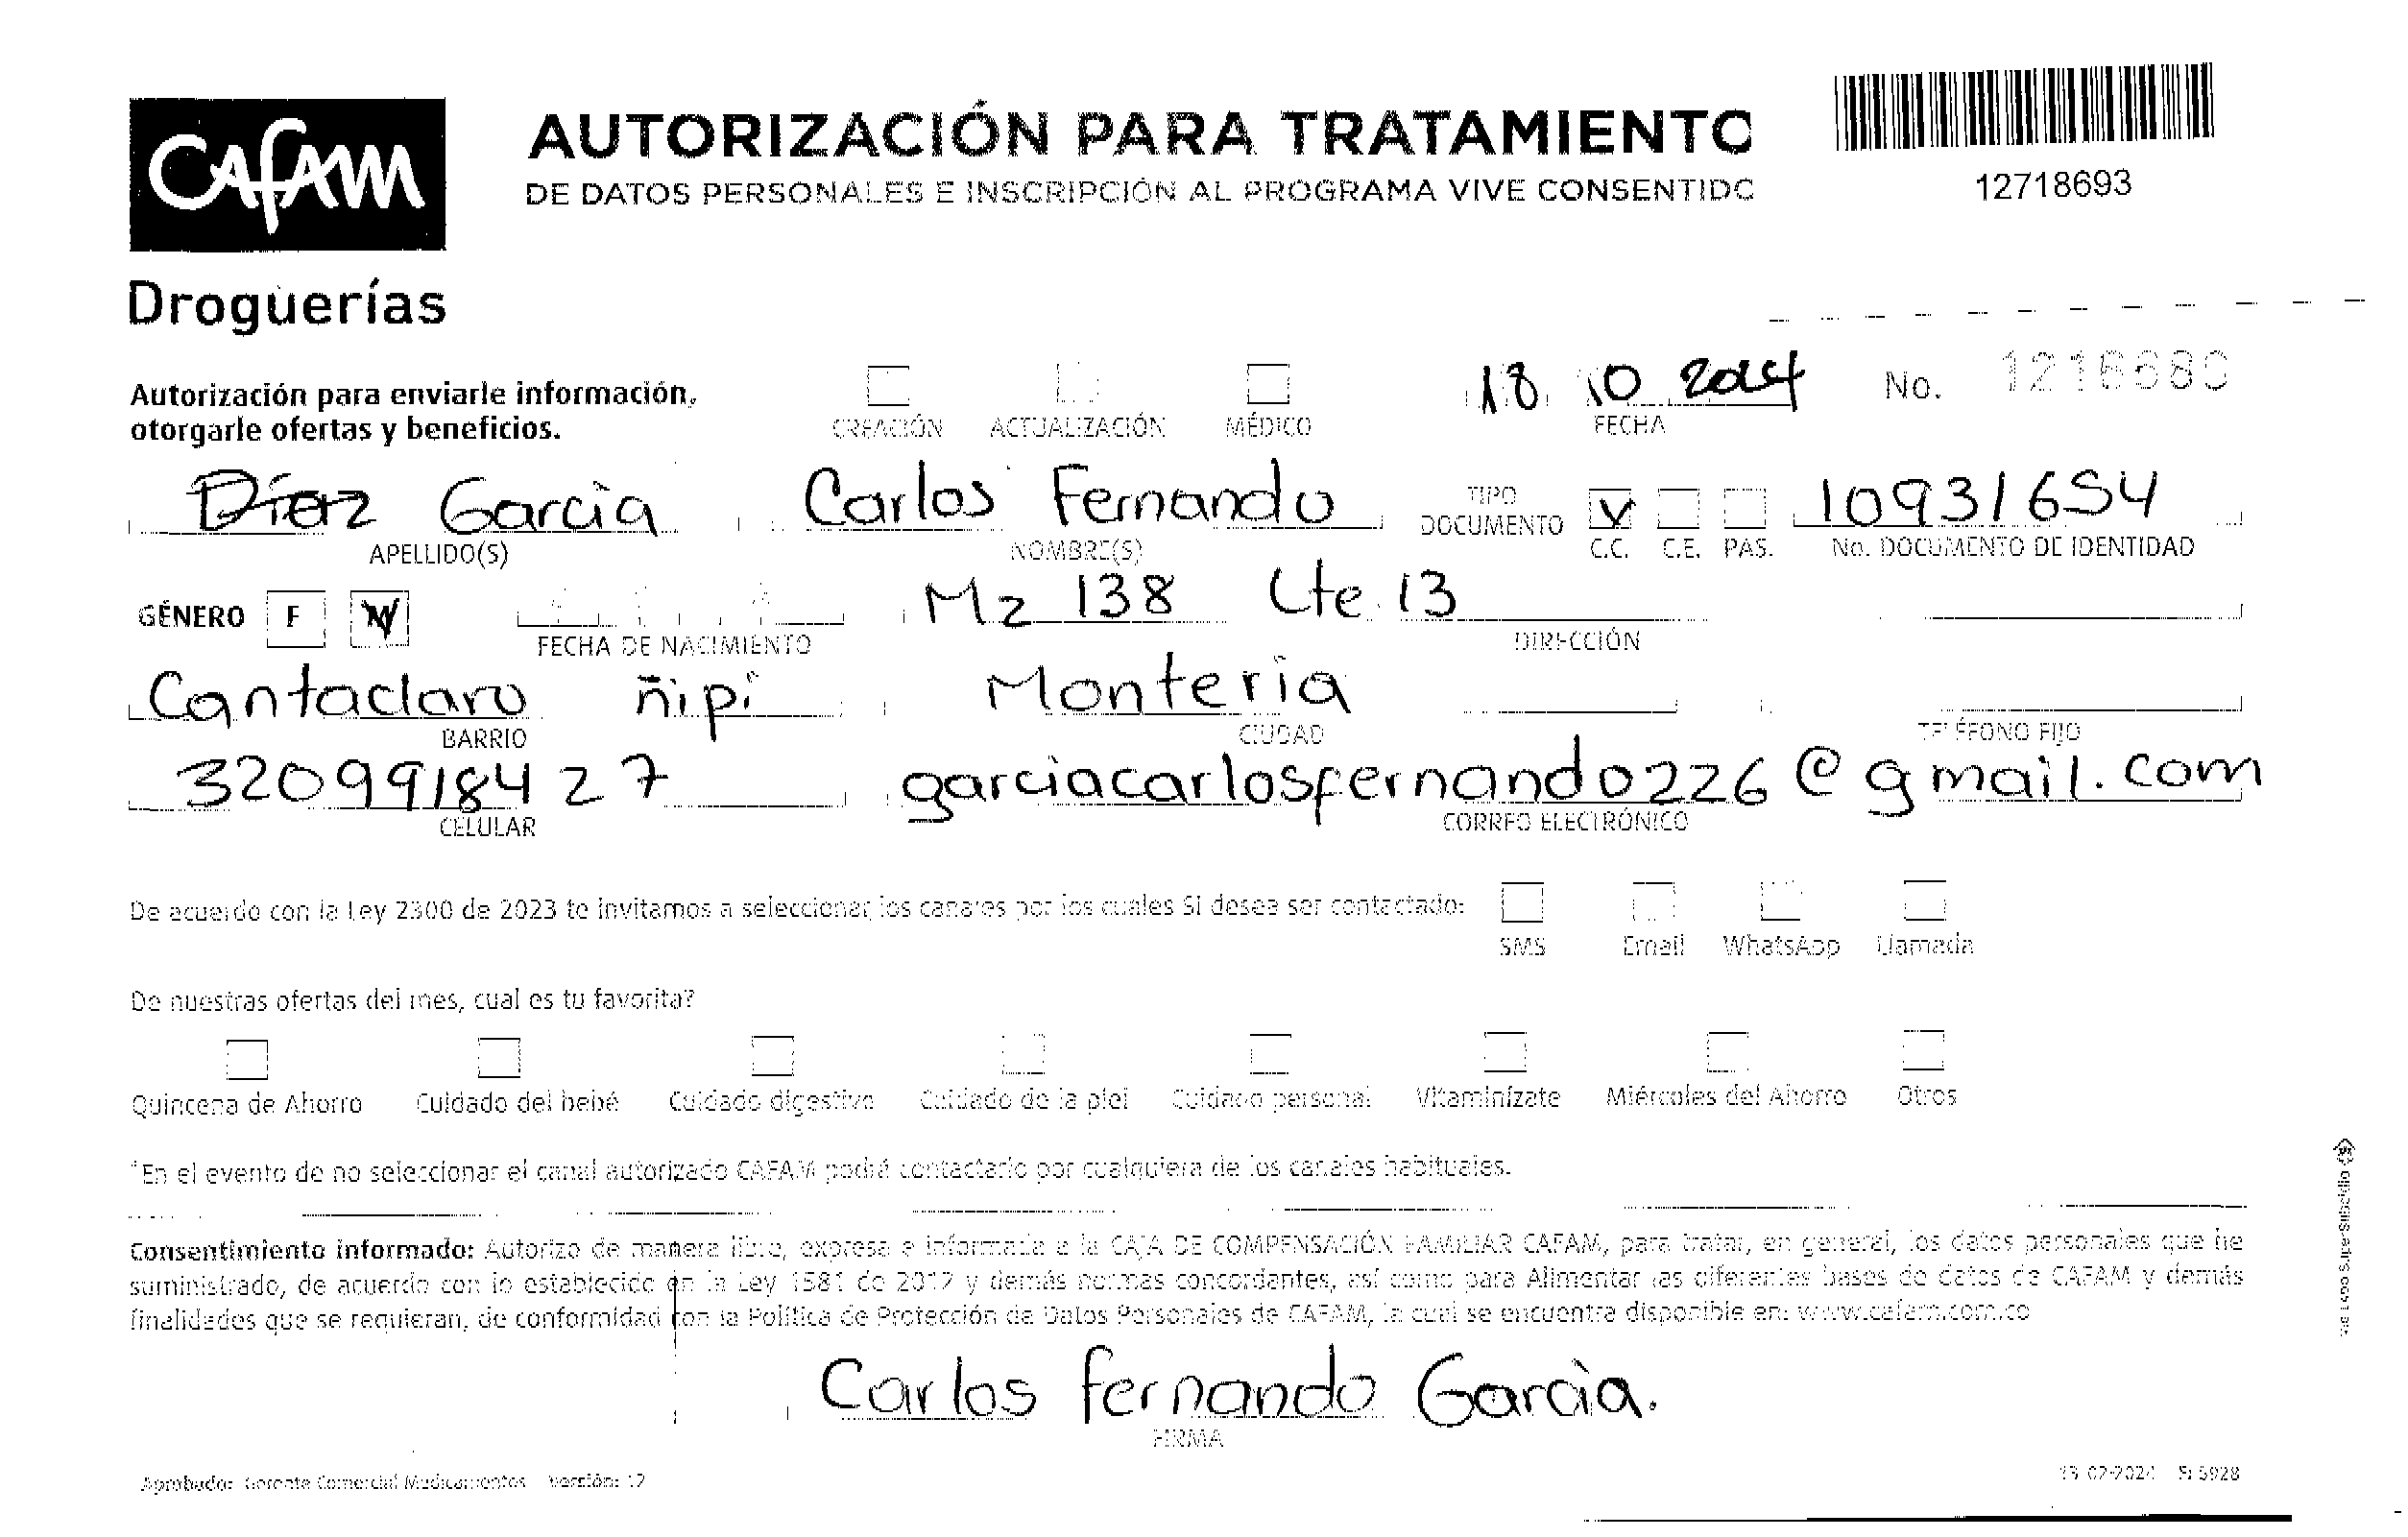 CAFAM
Droguerías
AUTORIZACIÓN PARA TRATAMIENTO
DE DATOS PERSONALES E INSCRIPCIÓN AL PROGRAMA VIVE CONSENTIDO
12718693
Autorización para enviarle información,
otorgarle ofertas y beneficios.
CREACIÓN ACTUALIZACIÓN MÉDICO
18 10 2024
FECHA
No.
Díaz García Carlos Fernando
TIPO DOCUMENTO
C.C. C.E. PAS.
10931654
APELLIDO(S) NOMBRE(S) No. DOCUMENTO DE IDENTIDAD
GÉNERO F M
FECHA DE NACIMIENTO
Mz 138 Lte 13
DIRECCIÓN
Cantaclaro ñipi Monteria
BARRIO CIUDAD TELÉFONO FIJO
3209918427 garciacarlosfernando226@gmail.com
CELULAR CORREO ELECTRÓNICO
De acuerdo con la Ley 2300 de 2023 te invitamos a seleccionar los canales por los cuales SI desea ser contactado:
SMS Email WhatsApp Llamada
De nuestras ofertas del mes, cual es tu favorita?
Quincena de Ahorro Cuidado del bebé Cuidado digestivo Cuidado de la piel Cuidado personal Vitamínizate Miércoles del Ahorro Otros
*En el evento de no seleccionar el canal autorizado CAFAM podrá contactarlo por cualquiera de los canales habituales.
Consentimiento informado: Autorizo de manera libre, expresa e informada a la CAJA DE COMPENSACIÓN FAMILIAR CAFAM, para tratar, en general, los datos personales que he
suministrado, de acuerdo con lo establecido en la Ley 1581 de 2012 y demás normas concordantes, así como para Alimentar las diferentes bases de datos de CAFAM y demás
finalidades que se requieran, de conformidad con la Política de Protección de Datos Personales de CAFAM, la cual se encuentra disponible en: www.cafam.com.co
Carlos Fernando García.
FIRMA
Aprobado: Gerente Comercial Medicamentos Versión: 12